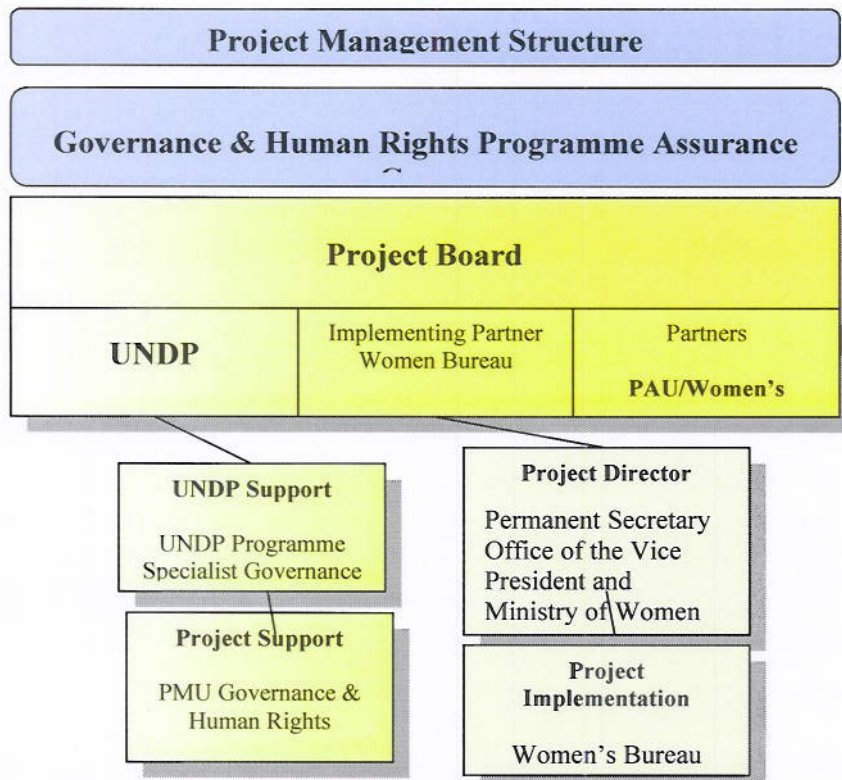 Project Management Structure
Governance & Human Rights Programme Assurance
Project Board
UNDP
Implementing Partner
Women Bureau
Partners
PAU/Women's
UNDP Support
UNDP Programme
Specialist Governance
Project Support
PMU Governance &
Human Rights
Project Director
Permanent Secretary
Office of the Vice
President and
Ministry of Women
Project
Implementation
Women's Bureau